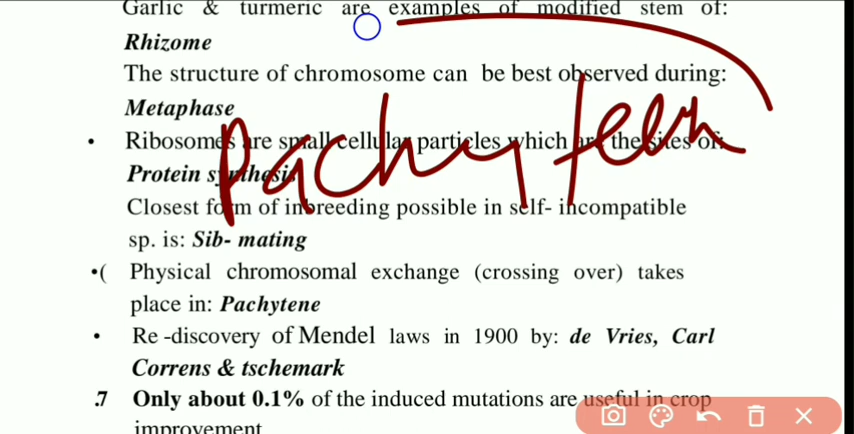 Garlic & turmeric are examples of modified stem of:
Rhizome
The structure of chromosome can be best observed during:
Metaphase
• Ribosomes are small cellular particles which are the sites of:
Protein synthesis
Pachyteen
Closest form of inbreeding possible in self- incompatible
sp. is: Sib- mating
•( Physical chromosomal exchange (crossing over) takes
place in: Pachytene
• Re -discovery of Mendel laws in 1900 by: de Vries, Carl
Correns & tschemark
.7 Only about 0.1% of the induced mutations are useful in crop
improvement